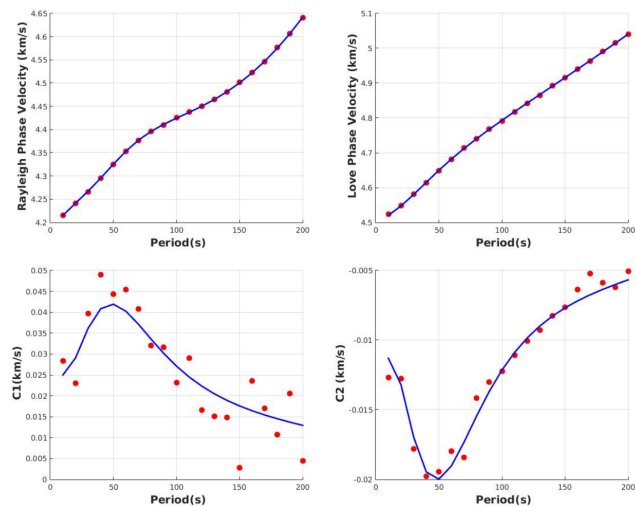 Rayleigh Phase Velocity (km/s)
4.65
4.6
4.55
4.5
4.45
4.4
4.35
4.3
4.25
4.2
0 50 100 150 200
Period(s)
Love Phase Velocity (km/s)
5.1
5
4.9
4.8
4.7
4.6
4.5
0 50 100 150 200
Period(s)
C1(km/s)
0.05
0.045
0.04
0.035
0.03
0.025
0.02
0.015
0.01
0.005
0
0 50 100 150 200
Period(s)
C2 (km/s)
-0.005
-0.01
-0.015
-0.02
0 50 100 150 200
Period(s)